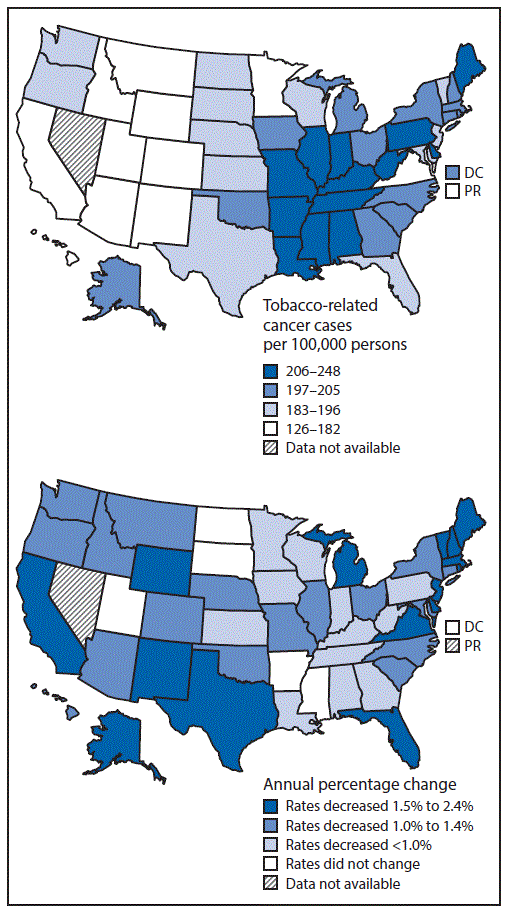 DC
PR
Tobacco-related
cancer cases
per 100,000 persons
206–248
197–205
183–196
126–182
Data not available
DC
PR
Annual percentage change
Rates decreased 1.5% to 2.4%
Rates decreased 1.0% to 1.4%
Rates decreased <1.0%
Rates did not change
Data not available